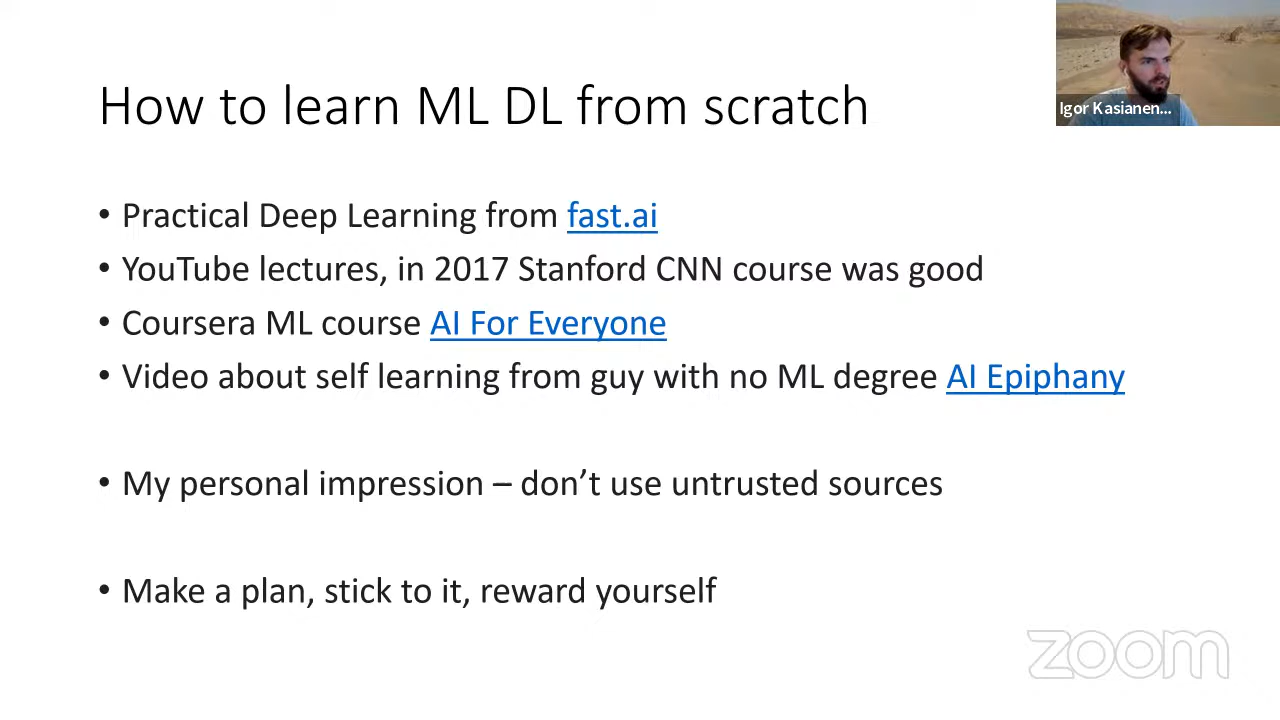 How to learn ML DL from scratch
Igor Kasianen...
• Practical Deep Learning from fast.ai
• YouTube lectures, in 2017 Stanford CNN course was good
• Coursera ML course AI For Everyone
• Video about self learning from guy with no ML degree AI Epiphany
• My personal impression – don’t use untrusted sources
• Make a plan, stick to it, reward yourself
zoom